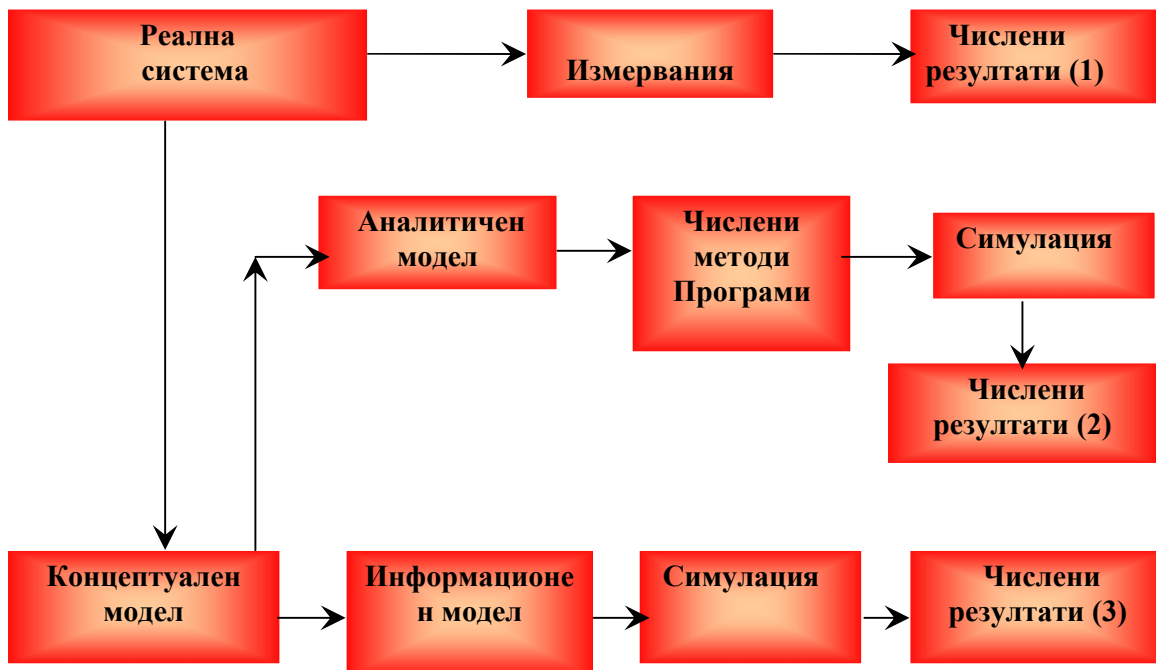 Реална
система
Измервания
Числени
резултати (1)
Аналитичен
модел
Числени
методи
Програми
Симулация
Числени
резултати (2)
Концептуален
модел
Информационе
н модел
Симулация
Числени
резултати (3)